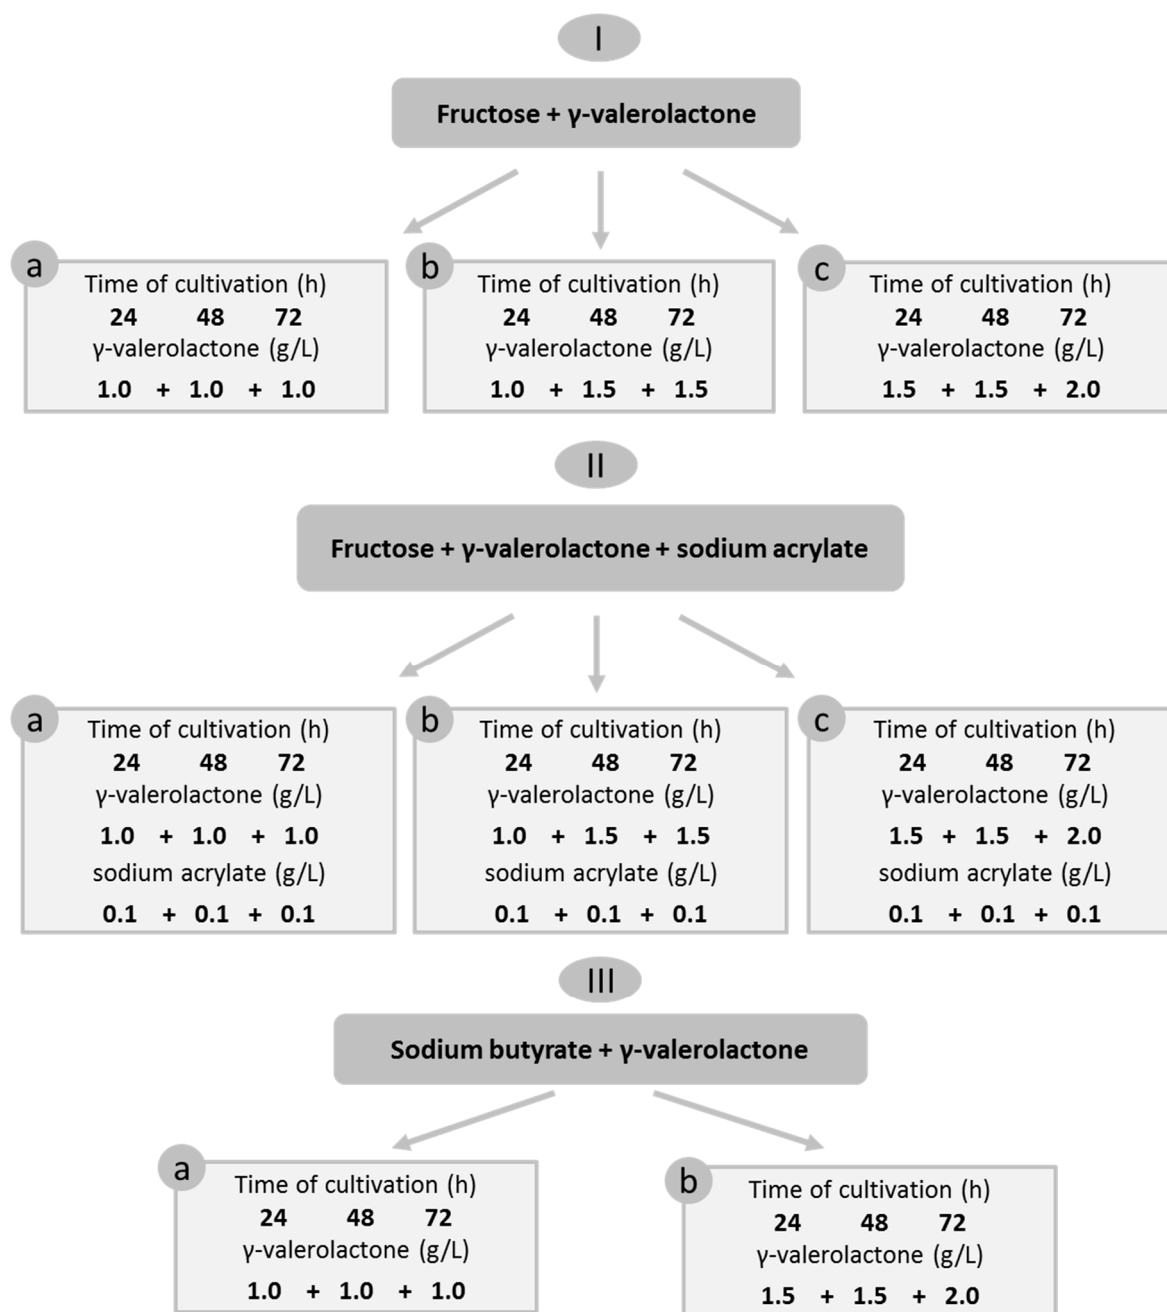 I
Fructose + γ-valerolactone
a
Time of cultivation (h)
24 48 72
γ-valerolactone (g/L)
1.0 + 1.0 + 1.0
b
Time of cultivation (h)
24 48 72
γ-valerolactone (g/L)
1.0 + 1.5 + 1.5
c
Time of cultivation (h)
24 48 72
γ-valerolactone (g/L)
1.5 + 1.5 + 2.0
II
Fructose + γ-valerolactone + sodium acrylate
a
Time of cultivation (h)
24 48 72
γ-valerolactone (g/L)
1.0 + 1.0 + 1.0
sodium acrylate (g/L)
0.1 + 0.1 + 0.1
b
Time of cultivation (h)
24 48 72
γ-valerolactone (g/L)
1.0 + 1.5 + 1.5
sodium acrylate (g/L)
0.1 + 0.1 + 0.1
c
Time of cultivation (h)
24 48 72
γ-valerolactone (g/L)
1.5 + 1.5 + 2.0
sodium acrylate (g/L)
0.1 + 0.1 + 0.1
III
Sodium butyrate + γ-valerolactone
a
Time of cultivation (h)
24 48 72
γ-valerolactone (g/L)
1.0 + 1.0 + 1.0
b
Time of cultivation (h)
24 48 72
γ-valerolactone (g/L)
1.5 + 1.5 + 2.0